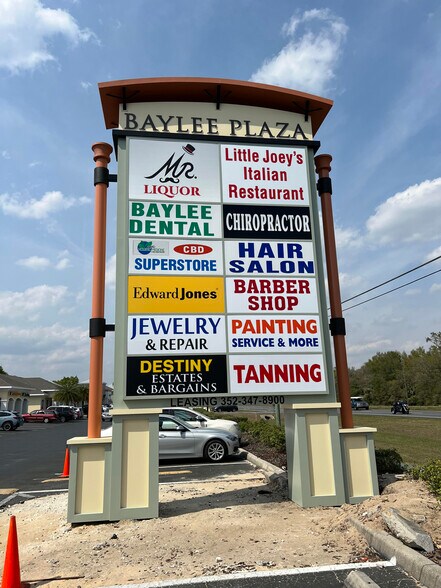 BAYLEE PLAZA
Mr.
LIQUOR
Little Joey's
Italian
Restaurant
BAYLEE
DENTAL
CHIROPRACTOR
CBD
SUPERSTORE
HAIR
SALON
Edward Jones
BARBER
SHOP
JEWELRY
& REPAIR
PAINTING
SERVICE & MORE
DESTINY
ESTATES
& BARGAINS
TANNING
LEASING 352-347-8900